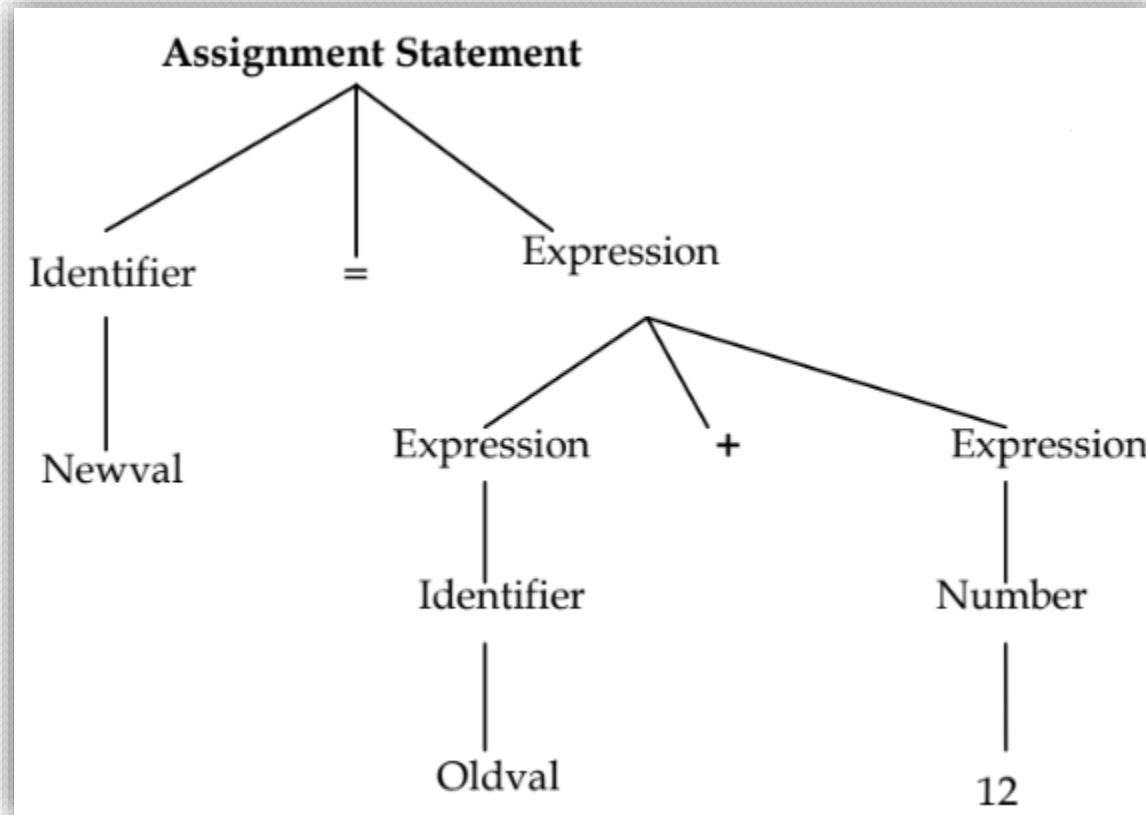 Assignment Statement
Identifier = Expression
Newval
Expression + Expression
Identifier Number
Oldval 12